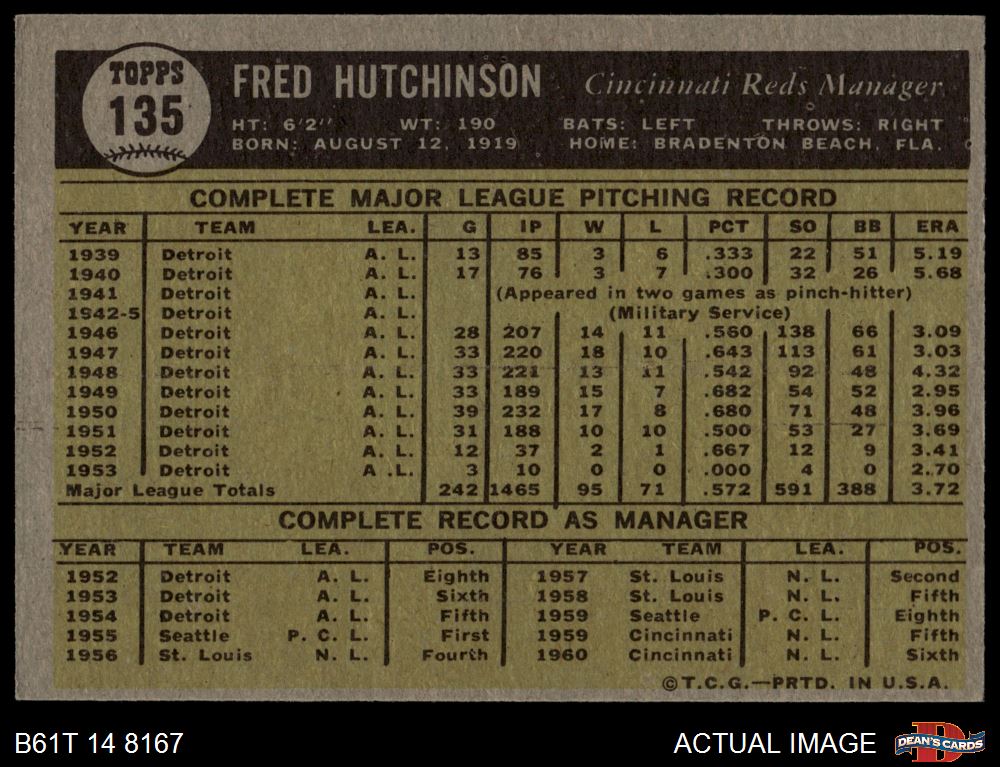 TOPPS
135
FRED HUTCHINSON Cincinnati Reds Manager
HT: 6'2" WT: 190 BATS: LEFT THROWS: RIGHT
BORN: AUGUST 12, 1919 HOME: BRADENTON BEACH, FLA.
COMPLETE MAJOR LEAGUE PITCHING RECORD
YEAR TEAM LEA. G IP W L PCT SO BB ERA
1939 Detroit A. L. 13 85 3 6 .333 22 51 5.19
1940 Detroit A. L. 17 76 3 7 .300 32 26 5.68
1941 Detroit A. L. (Appeared in two games as pinch-hitter)
1942-5 Detroit A. L. (Military Service)
1946 Detroit A. L. 28 207 14 11 .560 138 66 3.09
1947 Detroit A. L. 33 220 18 10 .643 113 61 3.03
1948 Detroit A. L. 33 221 13 11 .542 92 48 4.32
1949 Detroit A. L. 33 189 15 7 .682 54 52 2.95
1950 Detroit A. L. 39 232 17 8 .680 71 48 3.96
1951 Detroit A. L. 31 188 10 10 .500 53 27 3.69
1952 Detroit A. L. 12 37 2 1 .667 12 9 3.41
1953 Detroit A .L. 3 10 0 0 .000 4 0 2.70
Major League Totals 242 1465 95 71 .572 591 388 3.72
COMPLETE RECORD AS MANAGER
YEAR TEAM LEA. POS. YEAR TEAM LEA. POS.
1952 Detroit A. L. Eighth 1957 St. Louis N. L. Second
1953 Detroit A. L. Sixth 1958 St. Louis N. L. Fifth
1954 Detroit A. L. Fifth 1959 Seattle P. C. L. Eighth
1955 Seattle P. C. L. First 1959 Cincinnati N. L. Fifth
1956 St. Louis N. L. Fourth 1960 Cincinnati N. L. Sixth
©T.C.G.—PRTD. IN U.S.A.
B61T 14 8167 ACTUAL IMAGE DEAN'S CARDS